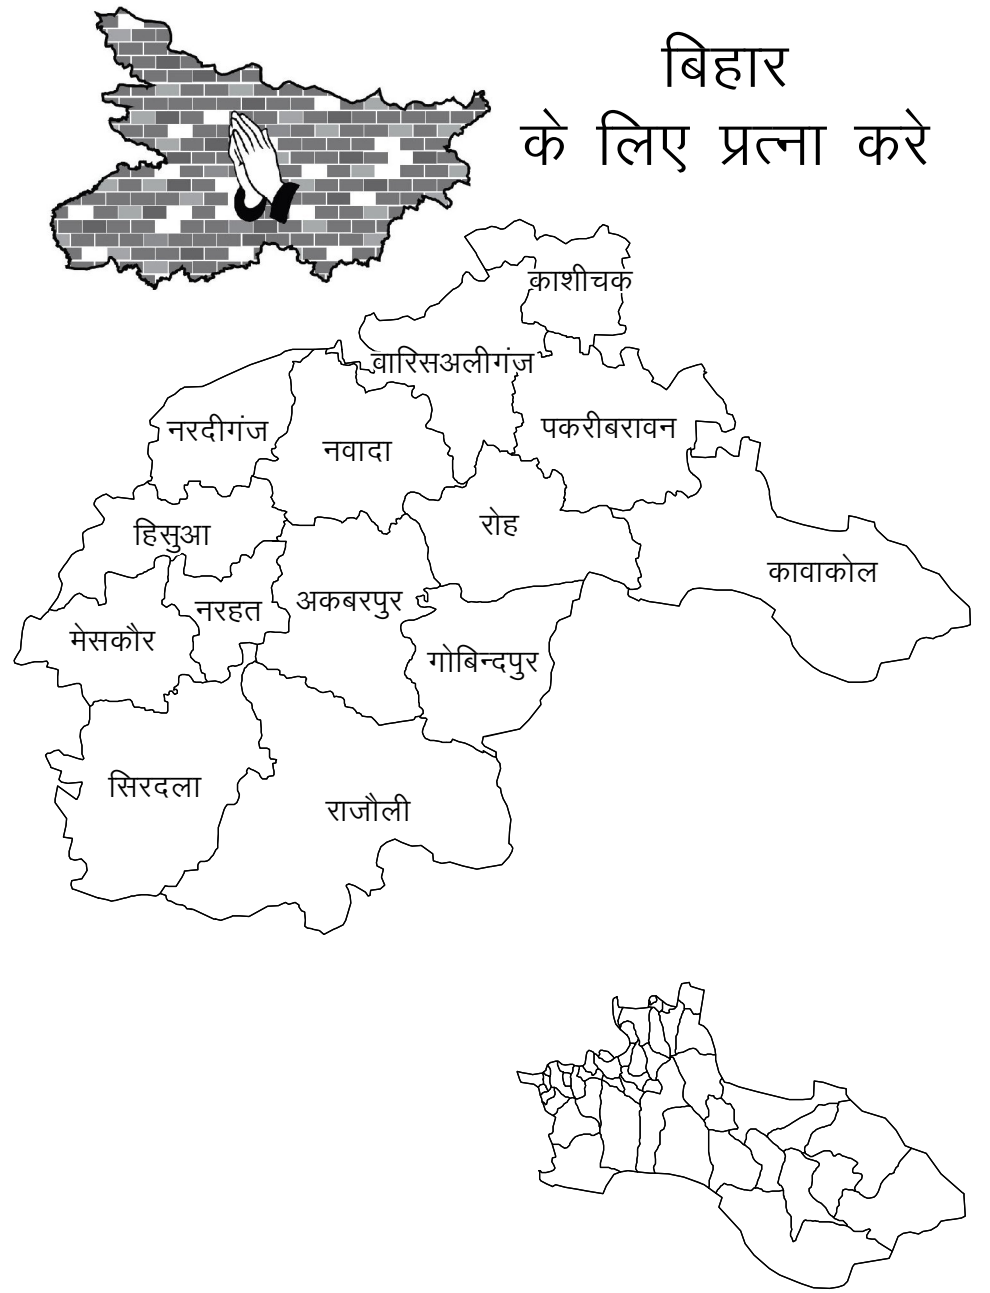 बिहार
के लिए प्रत्ना करे
काशीचक
वारिसअलीगंज
नरदीगंज
नवादा
पकरीबरावन
हिसुआ
रोह
कावाकोल
नरहत
अकबरपुर
मेसकौर
गोबिन्दपुर
सिरदला
राजौली